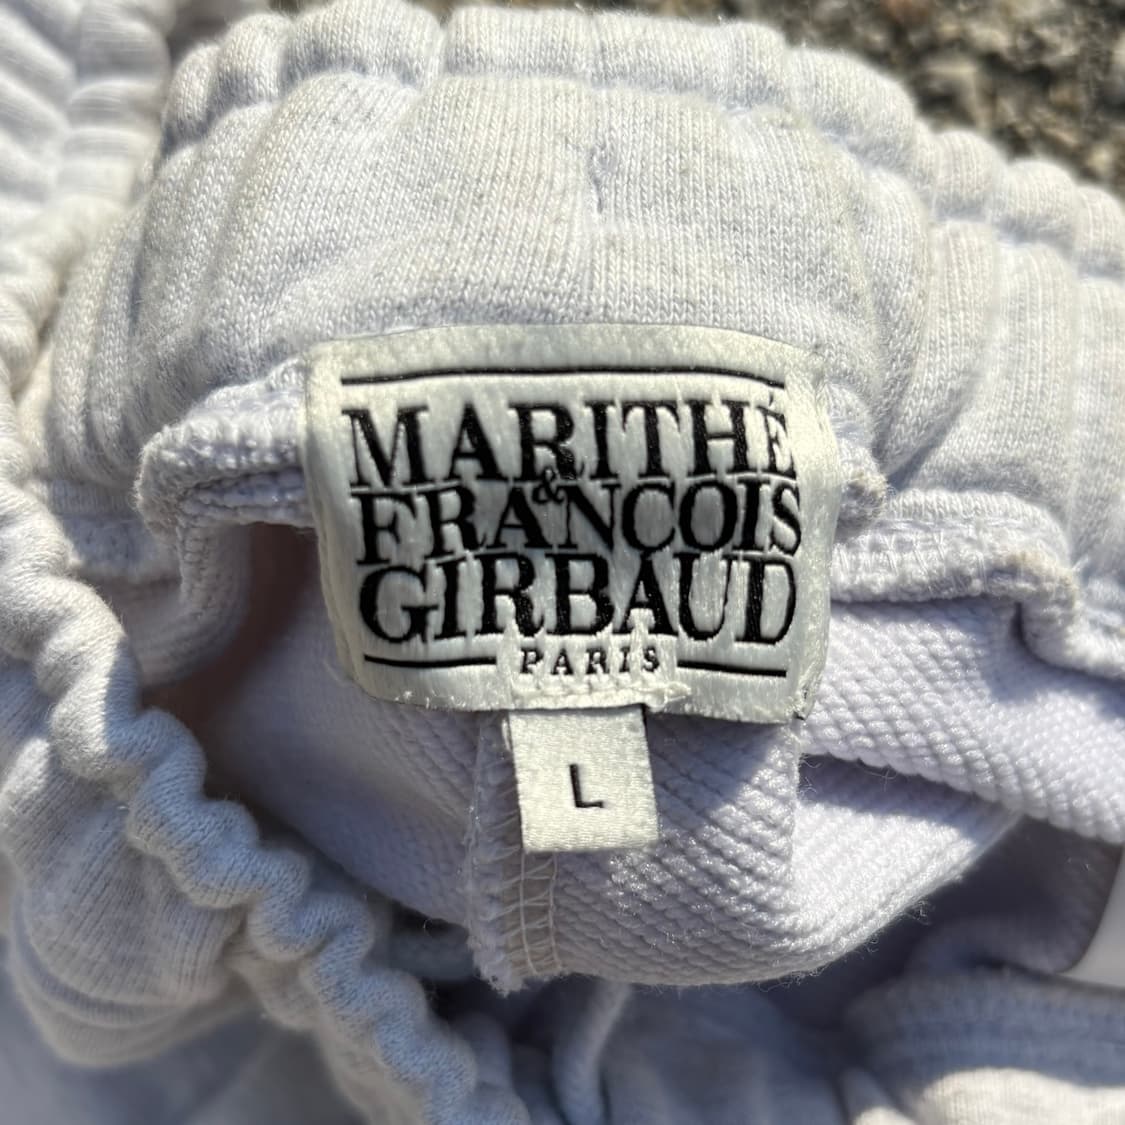 MARITHÉ
&
FRANCOIS
GIRBAUD
PARIS
L